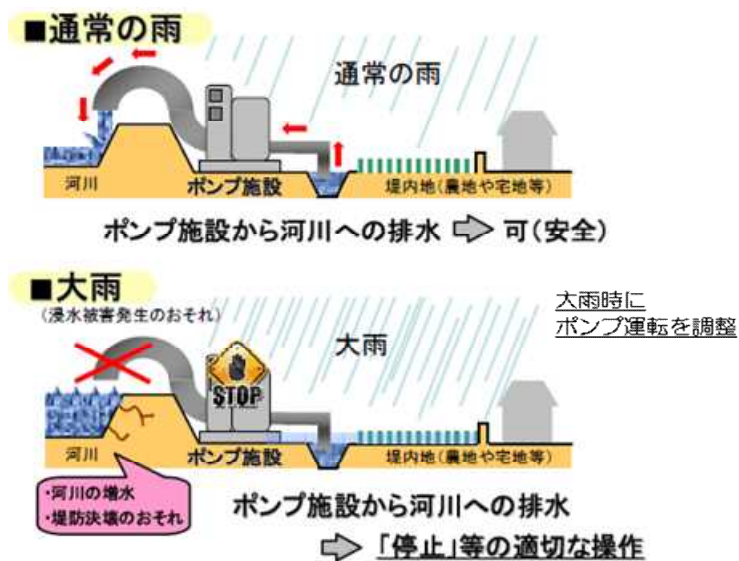 ■通常の雨
通常の雨
河川
ポンプ施設
堤内地(農地や宅地等)
ポンプ施設から河川への排水 ⇨ 可(安全)
■大雨
(浸水被害発生のおそれ)
大雨時に
ポンプ運転を調整
大雨
STOP
河川
ポンプ施設
堤内地(農地や宅地等)
・河川の増水
・堤防決壊のおそれ
ポンプ施設から河川への排水
⇨ 「停止」等の適切な操作